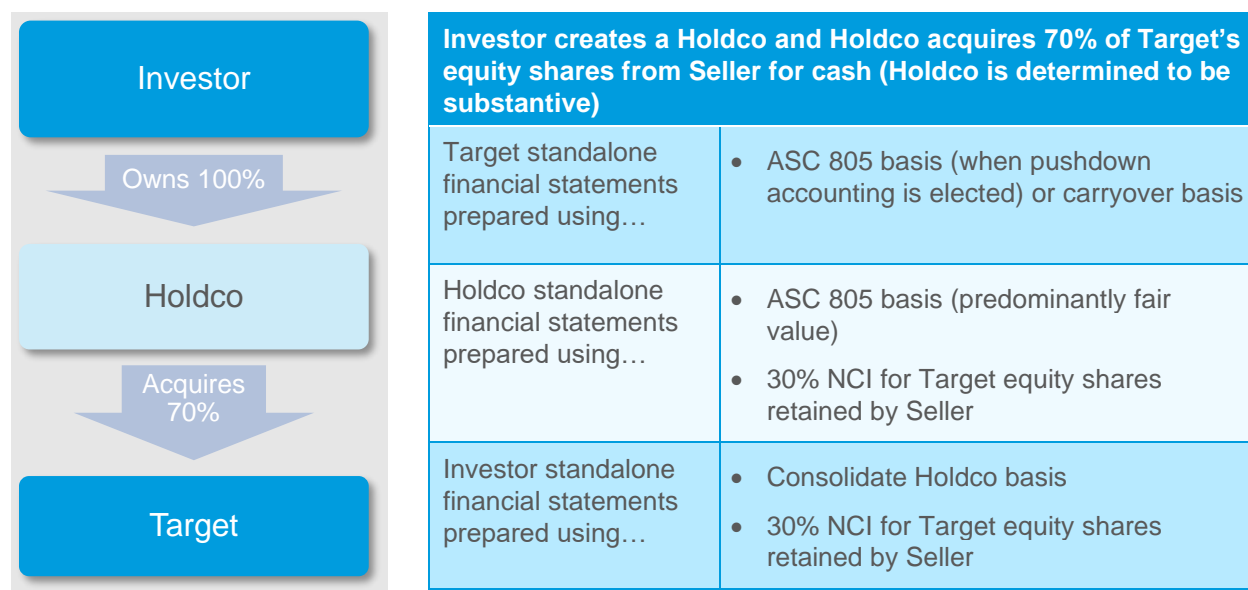 Investor
Owns 100%
Holdco
Acquires
70%
Target
Investor creates a Holdco and Holdco acquires 70% of Target's
equity shares from Seller for cash (Holdco is determined to be
substantive)
Target standalone
financial statements
prepared using…
• ASC 805 basis (when pushdown
accounting is elected) or carryover basis
Holdco standalone
financial statements
prepared using…
• ASC 805 basis (predominantly fair
value)
• 30% NCI for Target equity shares
retained by Seller
Investor standalone
financial statements
prepared using…
• Consolidate Holdco basis
• 30% NCI for Target equity shares
retained by Seller